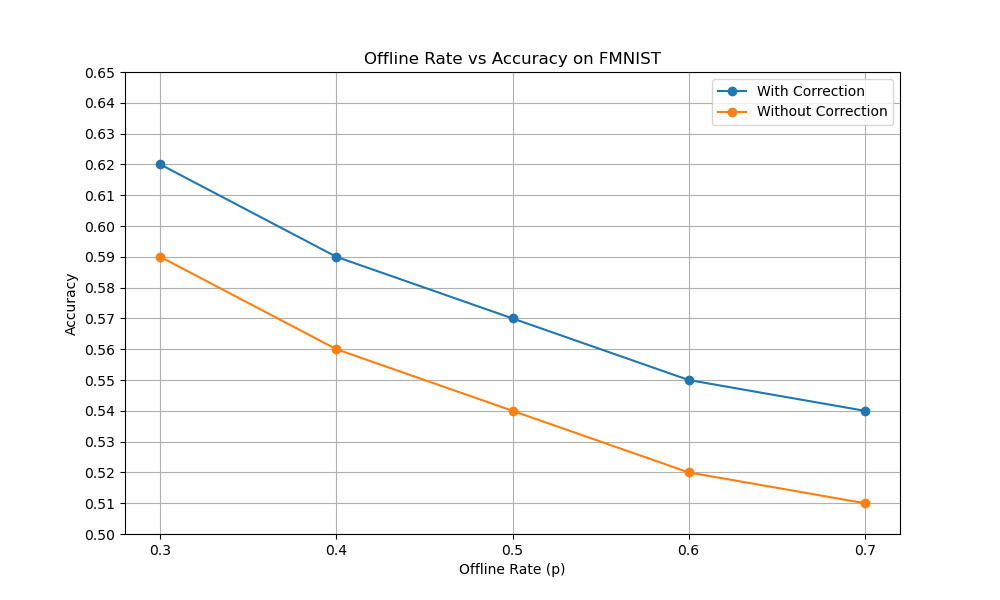 Offline Rate vs Accuracy on FMNIST
With Correction
Without Correction
Accuracy
0.65
0.64
0.63
0.62
0.61
0.60
0.59
0.58
0.57
0.56
0.55
0.54
0.53
0.52
0.51
0.50
0.3 0.4 0.5 0.6 0.7
Offline Rate (p)